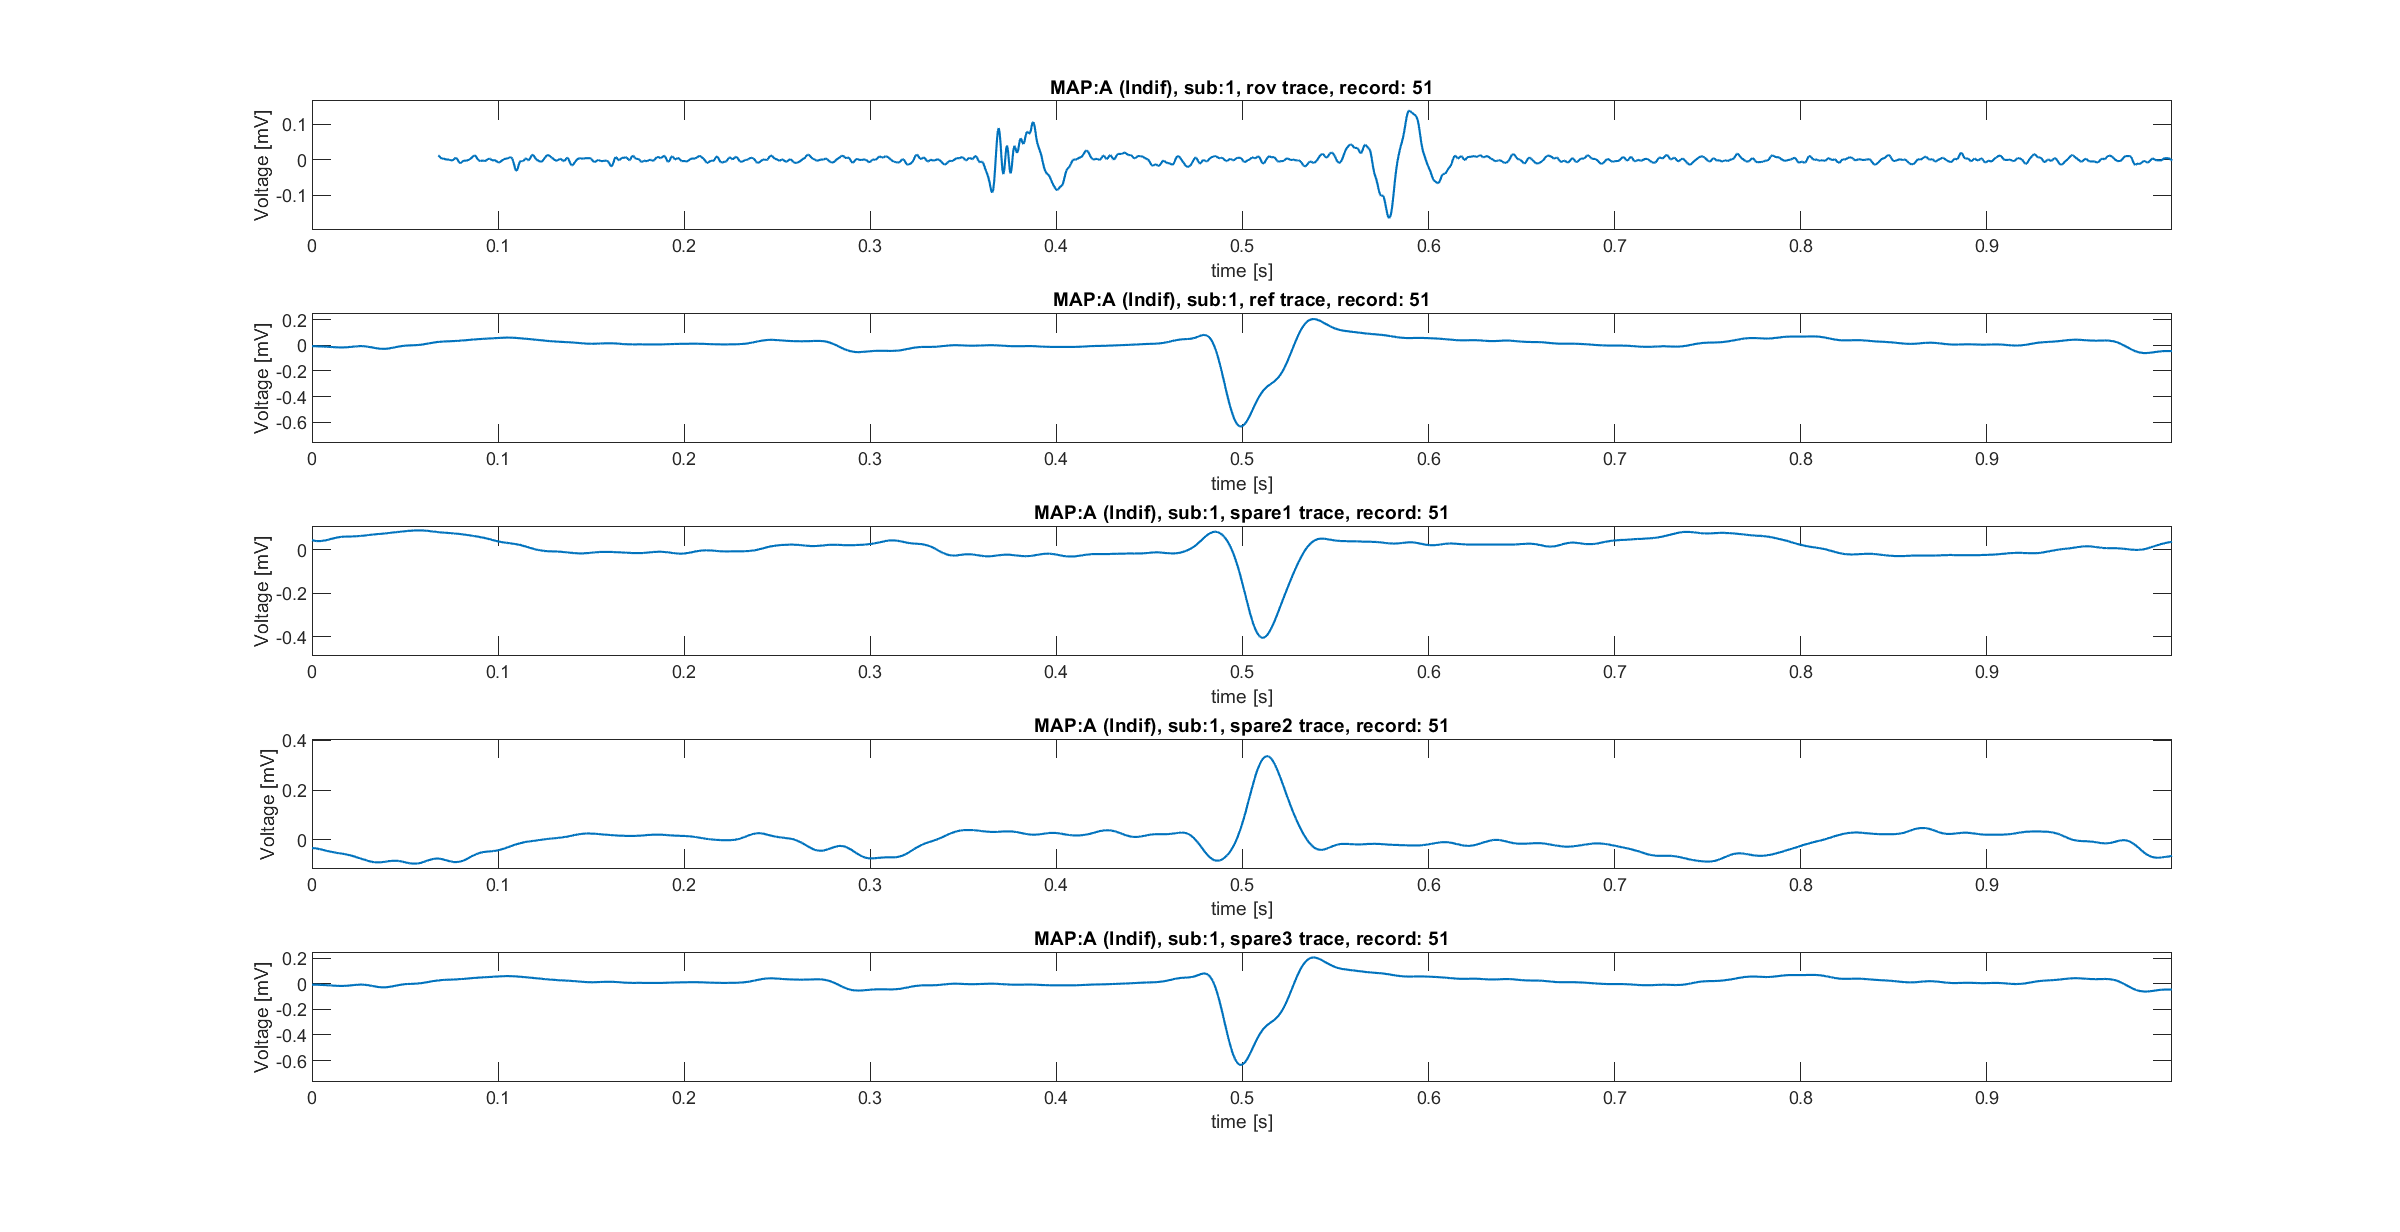 MAP:A (Indif), sub:1, rov trace, record: 51
Voltage [mV]
0.1
0
-0.1
0 0.1 0.2 0.3 0.4 0.5 0.6 0.7 0.8 0.9
time [s]
MAP:A (Indif), sub:1, ref trace, record: 51
Voltage [mV]
0.2
0
-0.2
-0.4
-0.6
0 0.1 0.2 0.3 0.4 0.5 0.6 0.7 0.8 0.9
time [s]
MAP:A (Indif), sub:1, spare1 trace, record: 51
Voltage [mV]
0
-0.2
-0.4
0 0.1 0.2 0.3 0.4 0.5 0.6 0.7 0.8 0.9
time [s]
MAP:A (Indif), sub:1, spare2 trace, record: 51
Voltage [mV]
0.4
0.2
0
0 0.1 0.2 0.3 0.4 0.5 0.6 0.7 0.8 0.9
time [s]
MAP:A (Indif), sub:1, spare3 trace, record: 51
Voltage [mV]
0.2
0
-0.2
-0.4
-0.6
0 0.1 0.2 0.3 0.4 0.5 0.6 0.7 0.8 0.9
time [s]